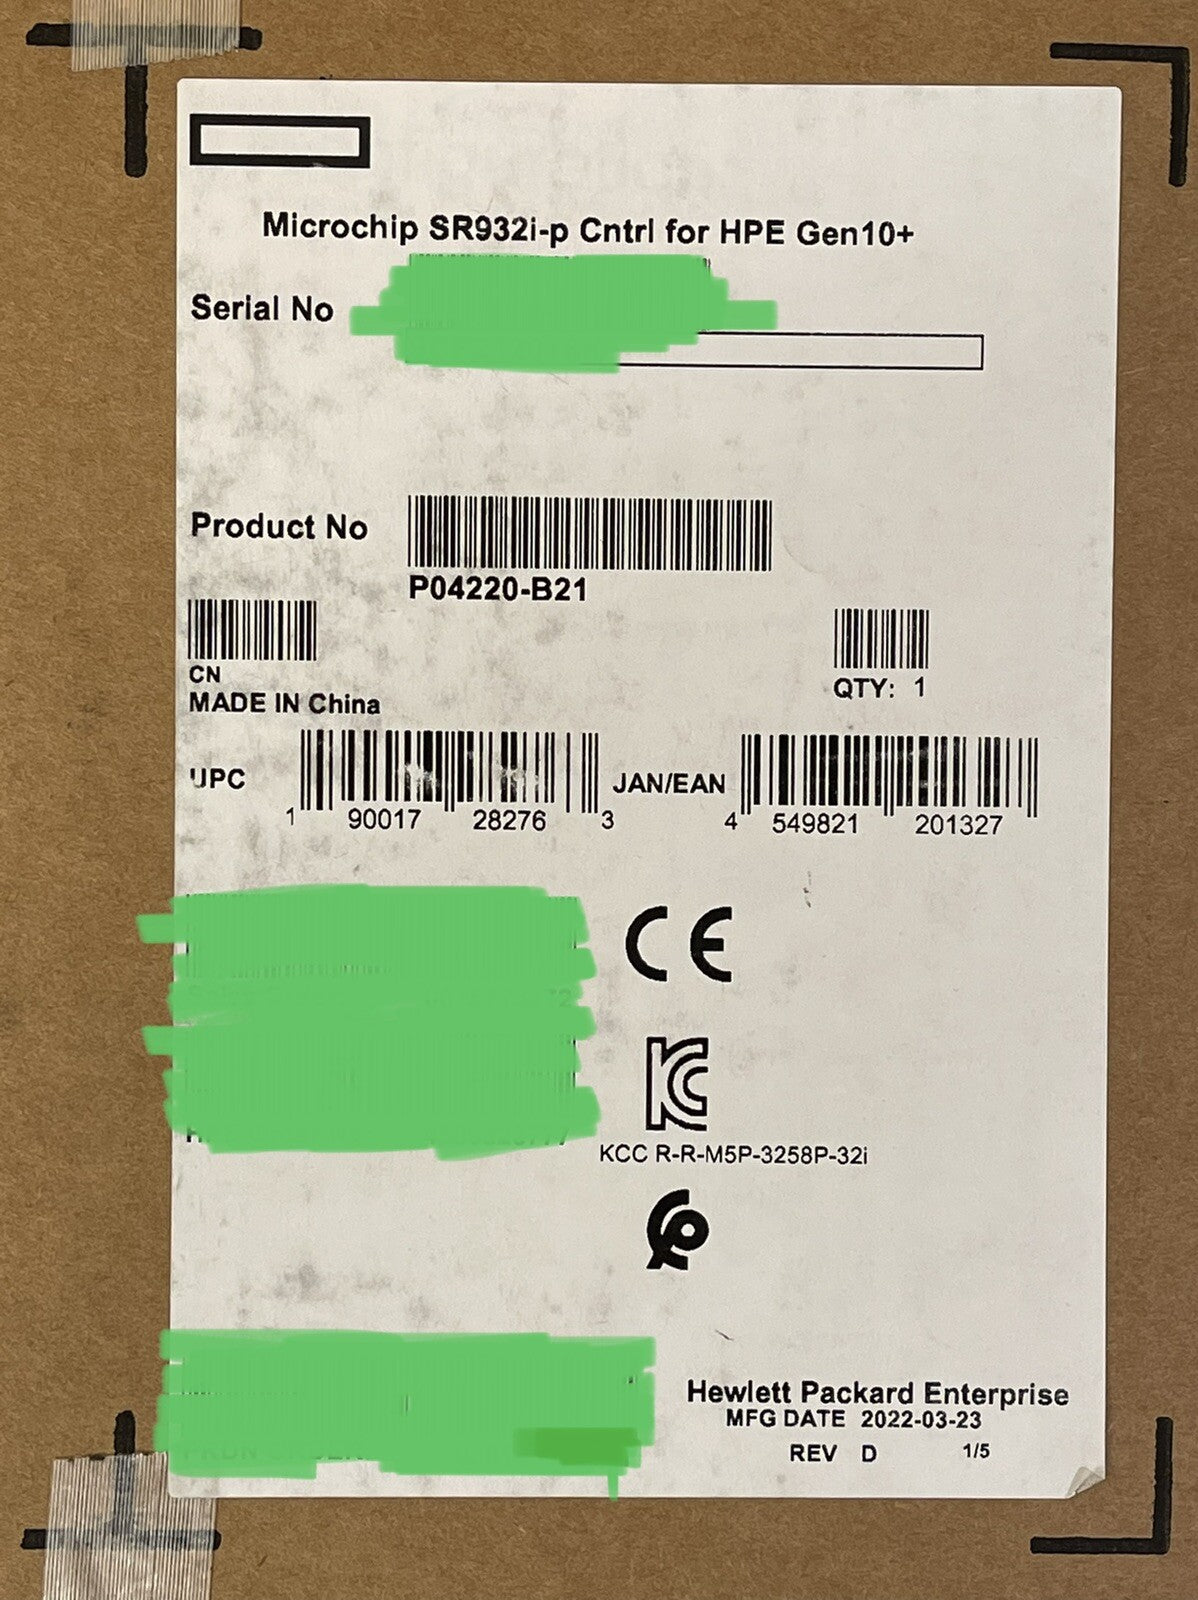 Microchip SR932i-p Cntrl for HPE Gen10+
Serial No
Product No
P04220-B21
CN
MADE IN China
QTY: 1
UPC
1 90017 28276 3
JAN/EAN
4 549821 201327
CE
KC
KCC R-R-M5P-3258P-32i
Hewlett Packard Enterprise
MFG DATE 2022-03-23
REV D 1/5